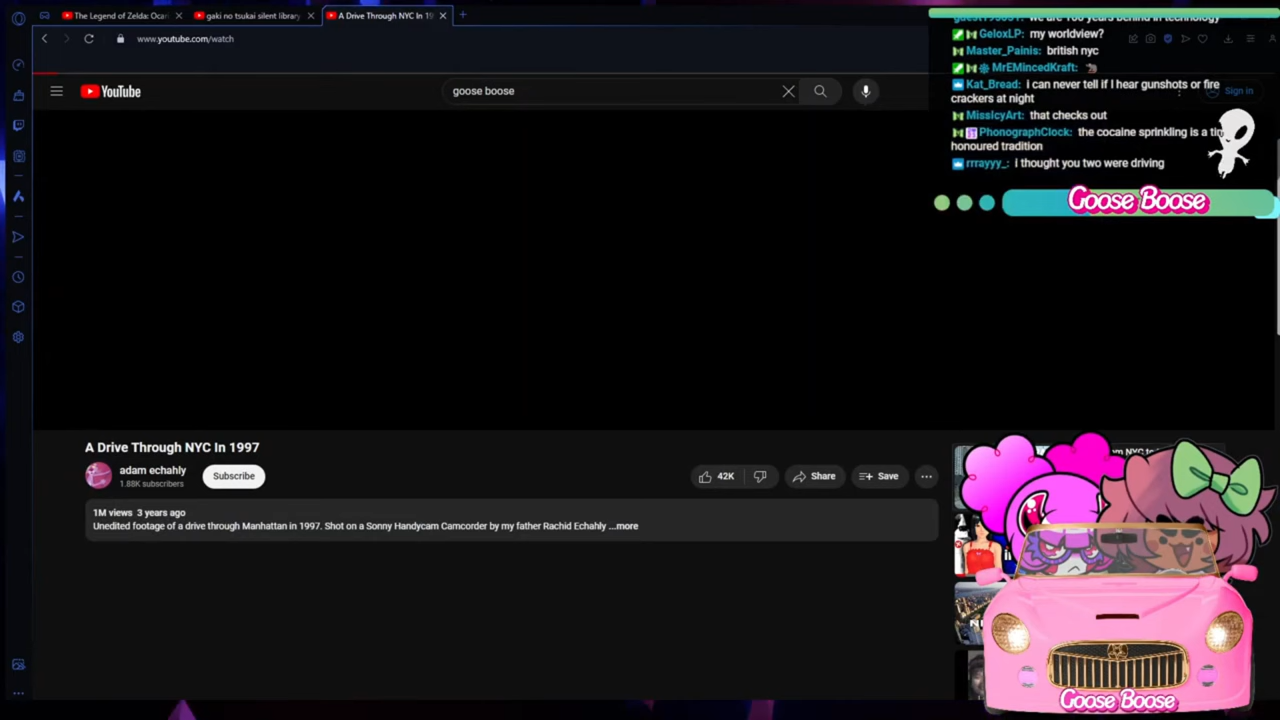 The Legend of Zelda: Ocar
gaki no tsukai silent library
A Drive Through NYC In 19
www.youtube.com/watch
YouTube
goose boose
Sign in
we are 100 years behind in technology
GeloxLP: my worldview?
Master_Painis: british nyc
MrEMincedKraft:
Kat_Bread: i can never tell if I hear gunshots or fire
crackers at night
MissIcyArt: that checks out
PhonographClock: the cocaine sprinkling is a tim
honoured tradition
rrrayyy_: i thought you two were driving
Goose Boose
A Drive Through NYC In 1997
adam echahly
1.88K subscribers
Subscribe
42K
Share
Save
1M views 3 years ago
Unedited footage of a drive through Manhattan in 1997. Shot on a Sonny Handycam Camcorder by my father Rachid Echahly ...more
Goose Boose